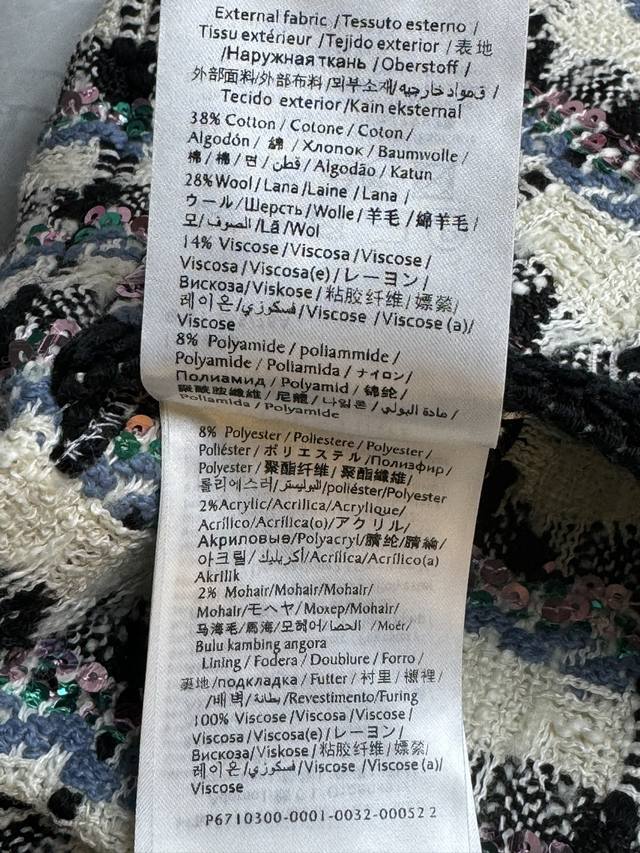 External fabric /Tessuto esterno /
Tissu extérieur /Tejido exterior /表地
/Наружная ткань /Oberstoff /
外部面料/外部布料 /외부소재/قمواد خارجيه/
Tecido exterior/Kain eksternal
38% Cotton / Cotone / Coton /
Algodón/ 綿 / Хлопок / Baumwolle /
棉/棉/면/قطن/Algodão/Katun
28%Wool/Lana/Laine/Lana/
ウール/Шерсть/Wolle/羊毛/綿羊毛/
모/الصوف/Lã/Wol
14% Viscose/Viscosa/Viscose/
Viscosa/Viscosa(e)/レーヨン/
Вискоза/Viskose/粘胶纤维/嫘縈/
레이온/فسكوزي/Viscose /Viscose (a)/
Viscose
8% Polyamide / poliammide /
Polyamide / Poliamida / ナイロン/
Полиамид / Polyamid / 锦纶/
聚醯胺纖維/尼龍/나일론/مادة البولي/
Poliamida / Polyamide
8% Polyester / Poliestere / Polyester /
Poliéster/ポリエステル/Полиэфир/
Polyester/聚酯纤维/聚酯纖維/
폴리에스터/البوليستر/poliéster/Polyester
2%Acrylic/Acrilica/Acrylique/
Acrílico/Acrílica(o)/アクリル/
Акриловые/Polyacryl/腈纶/腈綸/
아크릴/أكريليك/Acrílica/Acrílico(a)
Akrilik
2% Mohair/Mohair/Mohair/
Mohair/モヘヤ/Мохер/Mohair/
马海毛/馬海/모헤어/الحصا/Moér/
Bulu kambing angora
Lining / Fodera / Doublure / Forro /
裏地/подкладка / Futter / 村里 / 襯裡/
/배벽/بطانة/Revestimento/Furing
100% Viscose/Viscosa/Viscose/
Viscosa/Viscosa(e)/レーヨン/
Вискоза/Viskose/粘胶纤维/嫘縈/
레이온/فسكوزي/Viscose /Viscose (a)/
Viscose
P6710300-0001-0032-00052 2